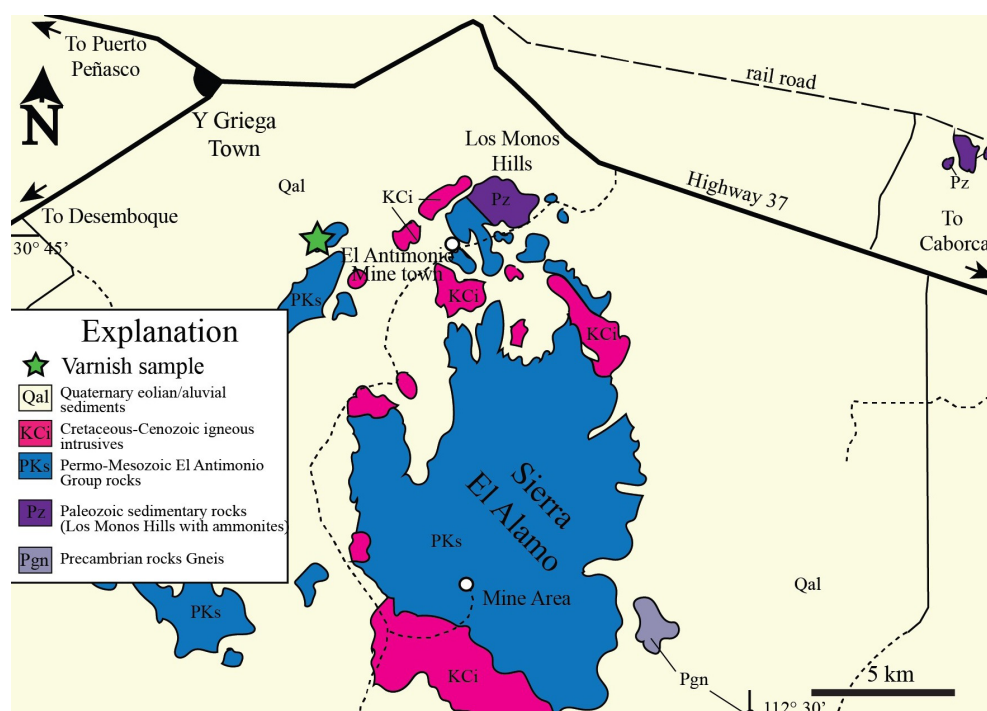 To Puerto
Peñasco
N
Y Griega
Town
rail road
Los Monos
Hills
Qal
KCi
Pz
Pz
Highway 37
To Desemboque
To
Caborca
30° 45'
El Antimonio
Mine town
PKs
KCi
KCi
Explanation
Varnish sample
Qal
Quaternary eolian/aluvial
sediments
KCi
Cretaceous-Cenozoic igneous
intrusives
PKs
Permo-Mesozoic El Antimonio
Group rocks
Pz
Paleozoic sedimentary rocks
(Los Monos Hills with ammonites)
Pgn
Precambrian rocks Gneis
Sierra
El Alamo
PKs
Mine Area
Qal
PKs
KCi
Pgn
5 km
112° 30'